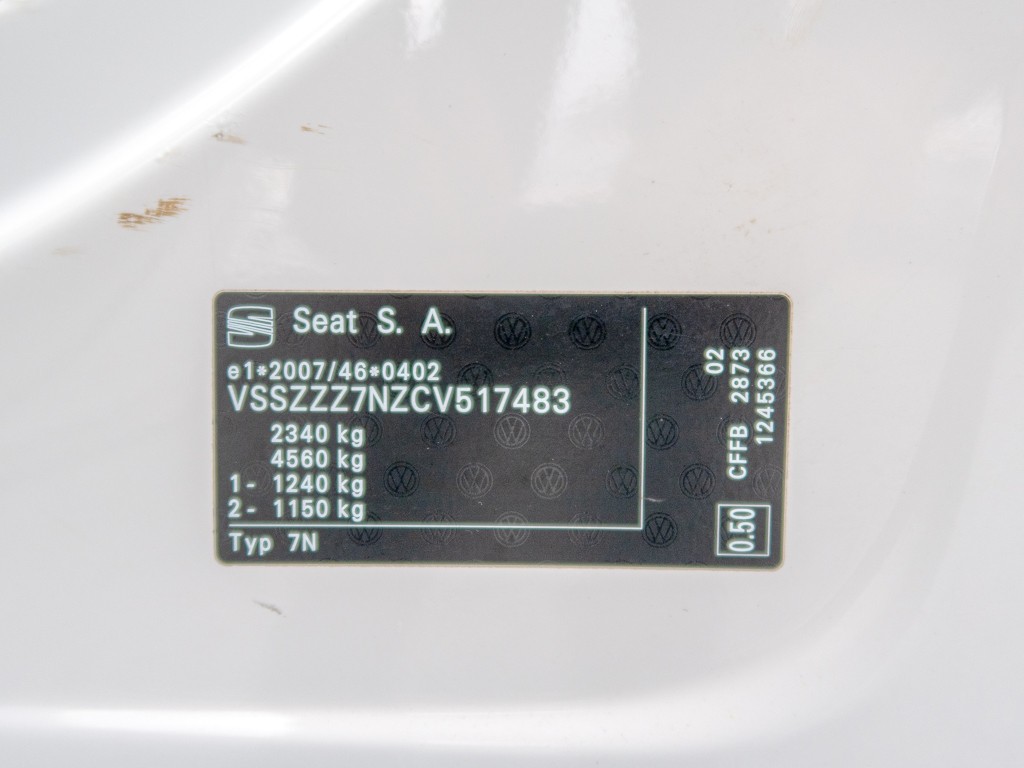 Seat S. A.
e1*2007/46*0402
VSSZZZ7NZCV517483
2340 kg
4560 kg
1- 1240 kg
2- 1150 kg
Typ 7N
02
CFFB 2873
1245366
0.50